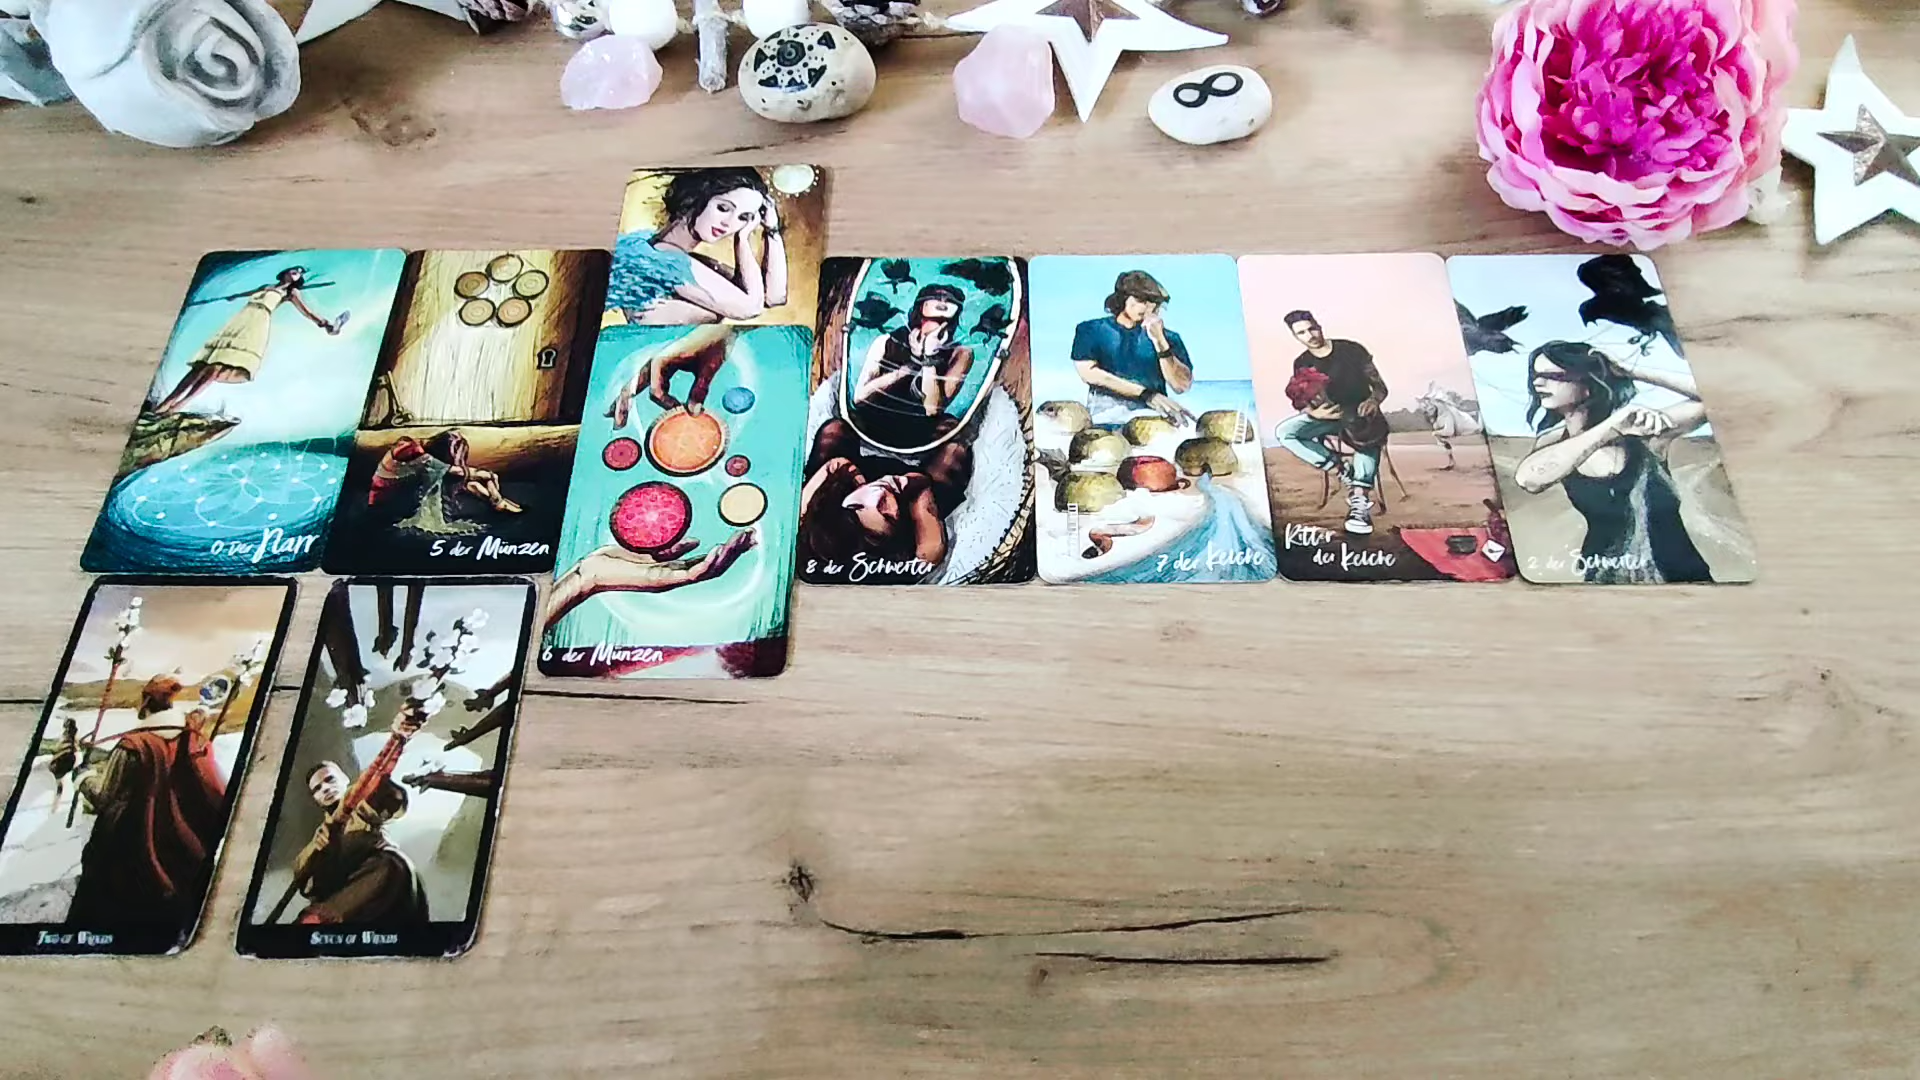 0 Der Narr
5 der Münzen
6 der Münzen
8 der Schwerter
7 der Kelche
Ritter
der Kelche
2 der Schwerter
Two of Wands
Seven of Wands